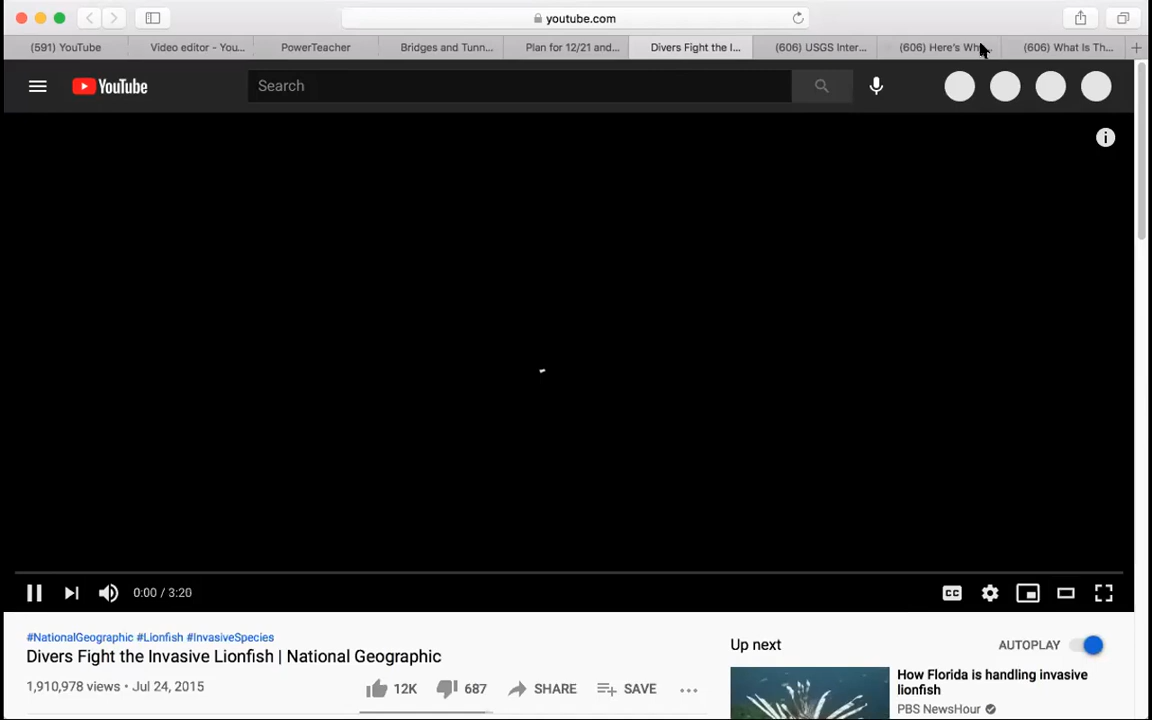 youtube.com
(591) YouTube
Video editor - You...
PowerTeacher
Bridges and Tunn...
Plan for 12/21 and...
Divers Fight the I...
(606) USGS Inter...
(606) Here's Wh...
(606) What Is Th...
YouTube
Search
0:00 / 3:20
CC
#NationalGeographic #Lionfish #InvasiveSpecies
Divers Fight the Invasive Lionfish | National Geographic
1,910,978 views • Jul 24, 2015
12K
687
SHARE
SAVE
Up next
AUTOPLAY
How Florida is handling invasive
lionfish
PBS NewsHour